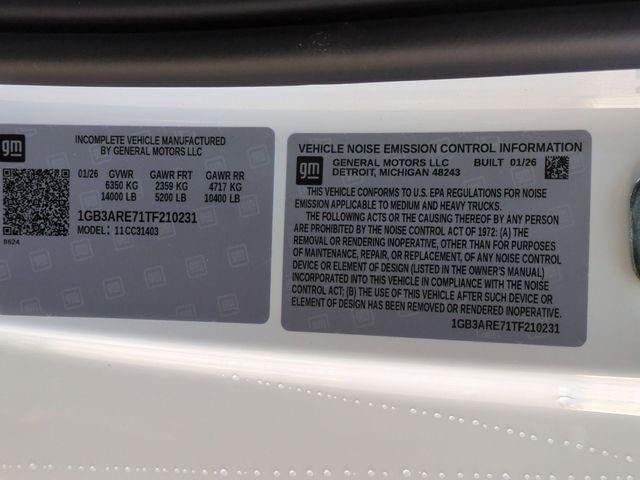 gm
INCOMPLETE VEHICLE MANUFACTURED
BY GENERAL MOTORS LLC
01/26 GVWR GAWR FRT GAWR RR
6350 KG 2359 KG 4717 KG
14000 LB 5200 LB 10400 LB
1GB3ARE71TF210231
MODEL: 11CC31403
8624
VEHICLE NOISE EMISSION CONTROL INFORMATION
gm
GENERAL MOTORS LLC BUILT 01/26
DETROIT, MICHIGAN 48243
THIS VEHICLE CONFORMS TO U.S. EPA REGULATIONS FOR NOISE
EMISSION APPLICABLE TO MEDIUM AND HEAVY TRUCKS.
THE FOLLOWING ACTS OR THE CAUSING THEREOF BY ANY PERSON
ARE PROHIBITED BY THE NOISE CONTROL ACT OF 1972: (A) THE
REMOVAL OR RENDERING INOPERATIVE, OTHER THAN FOR PURPOSES
OF MAINTENANCE, REPAIR, OR REPLACEMENT, OF ANY NOISE CONTROL
DEVICE OR ELEMENT OF DESIGN (LISTED IN THE OWNER'S MANUAL)
INCORPORATED INTO THIS VEHICLE IN COMPLIANCE WITH THE NOISE
CONTROL ACT; (B) THE USE OF THIS VEHICLE AFTER SUCH DEVICE OR
ELEMENT OF DESIGN HAS BEEN REMOVED OR RENDERED INOPERATIVE.
1GB3ARE71TF210231